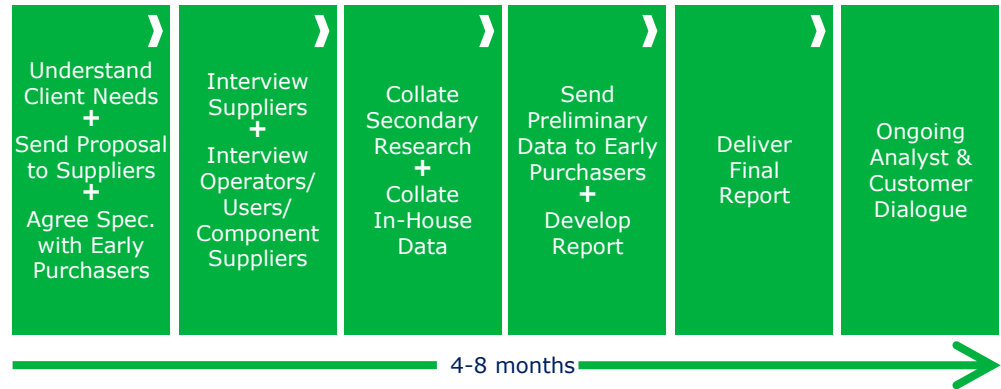 Understand
Client Needs
+
Send Proposal
to Suppliers
+
Agree Spec.
with Early
Purchasers
Interview
Suppliers
+
Interview
Operators/
Users/
Component
Suppliers
Collate
Secondary
Research
+
Collate
In-House
Data
Send
Preliminary
Data to Early
Purchasers
+
Develop
Report
Deliver
Final
Report
Ongoing
Analyst &
Customer
Dialogue
4-8 months